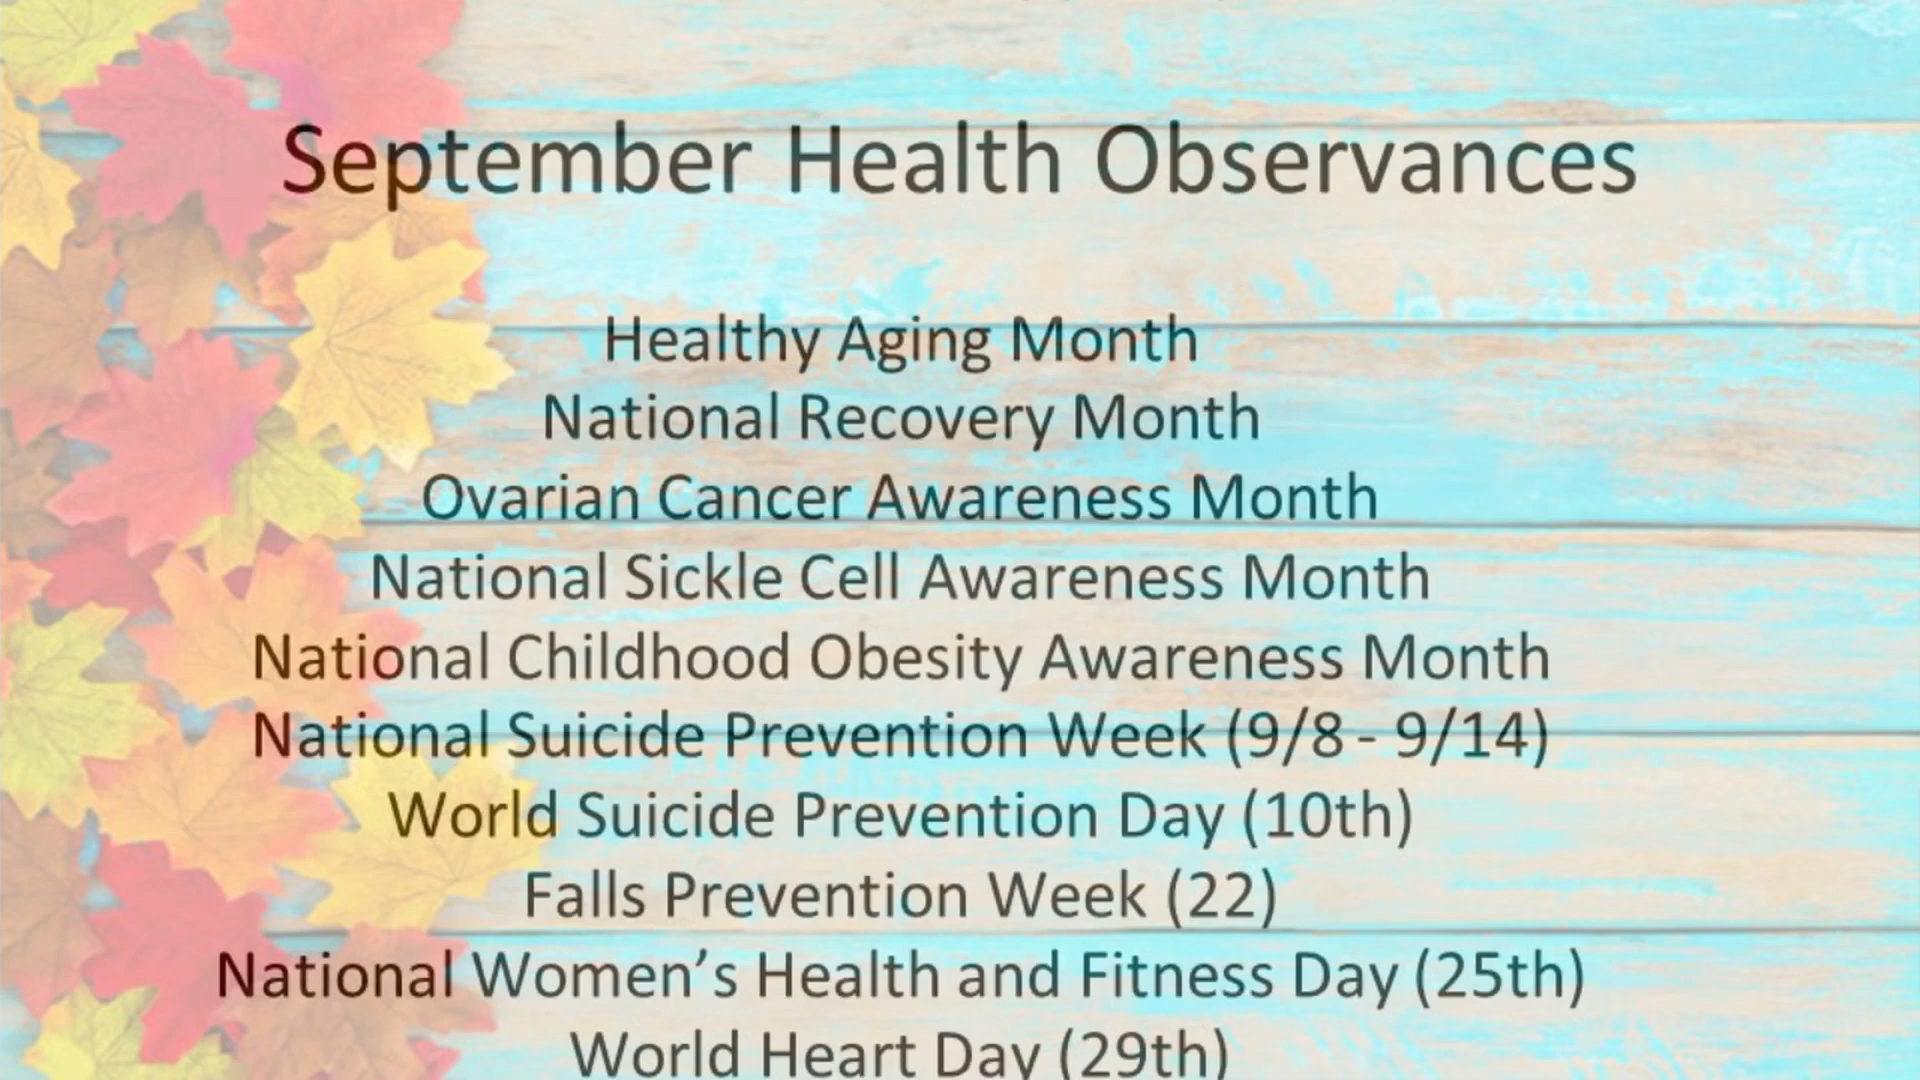 September Health Observances
Healthy Aging Month
National Recovery Month
Ovarian Cancer Awareness Month
National Sickle Cell Awareness Month
National Childhood Obesity Awareness Month
National Suicide Prevention Week (9/8 - 9/14)
World Suicide Prevention Day (10th)
Falls Prevention Week (22)
National Women’s Health and Fitness Day (25th)
World Heart Day (29th)